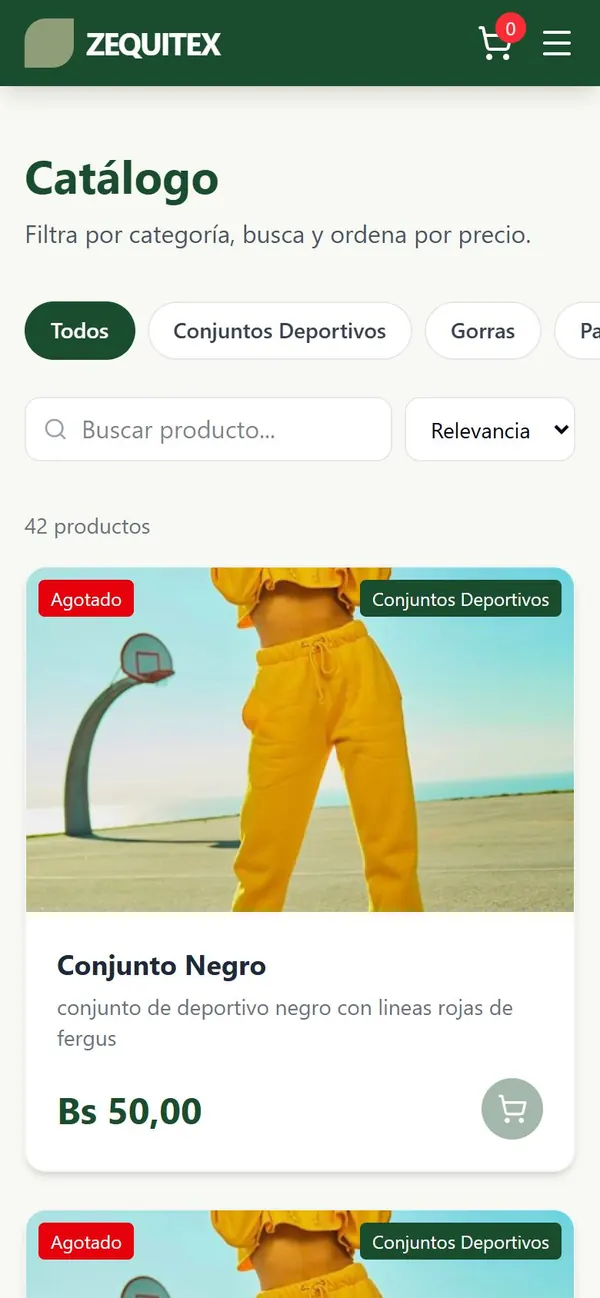 ZEQUITEX
0
Catálogo
Filtra por categoría, busca y ordena por precio.
Todos
Conjuntos Deportivos
Gorras
Pa
Buscar producto...
Relevancia
42 productos
Agotado
Conjuntos Deportivos
Conjunto Negro
conjunto de deportivo negro con lineas rojas de
fergus
Bs 50,00
Agotado
Conjuntos Deportivos